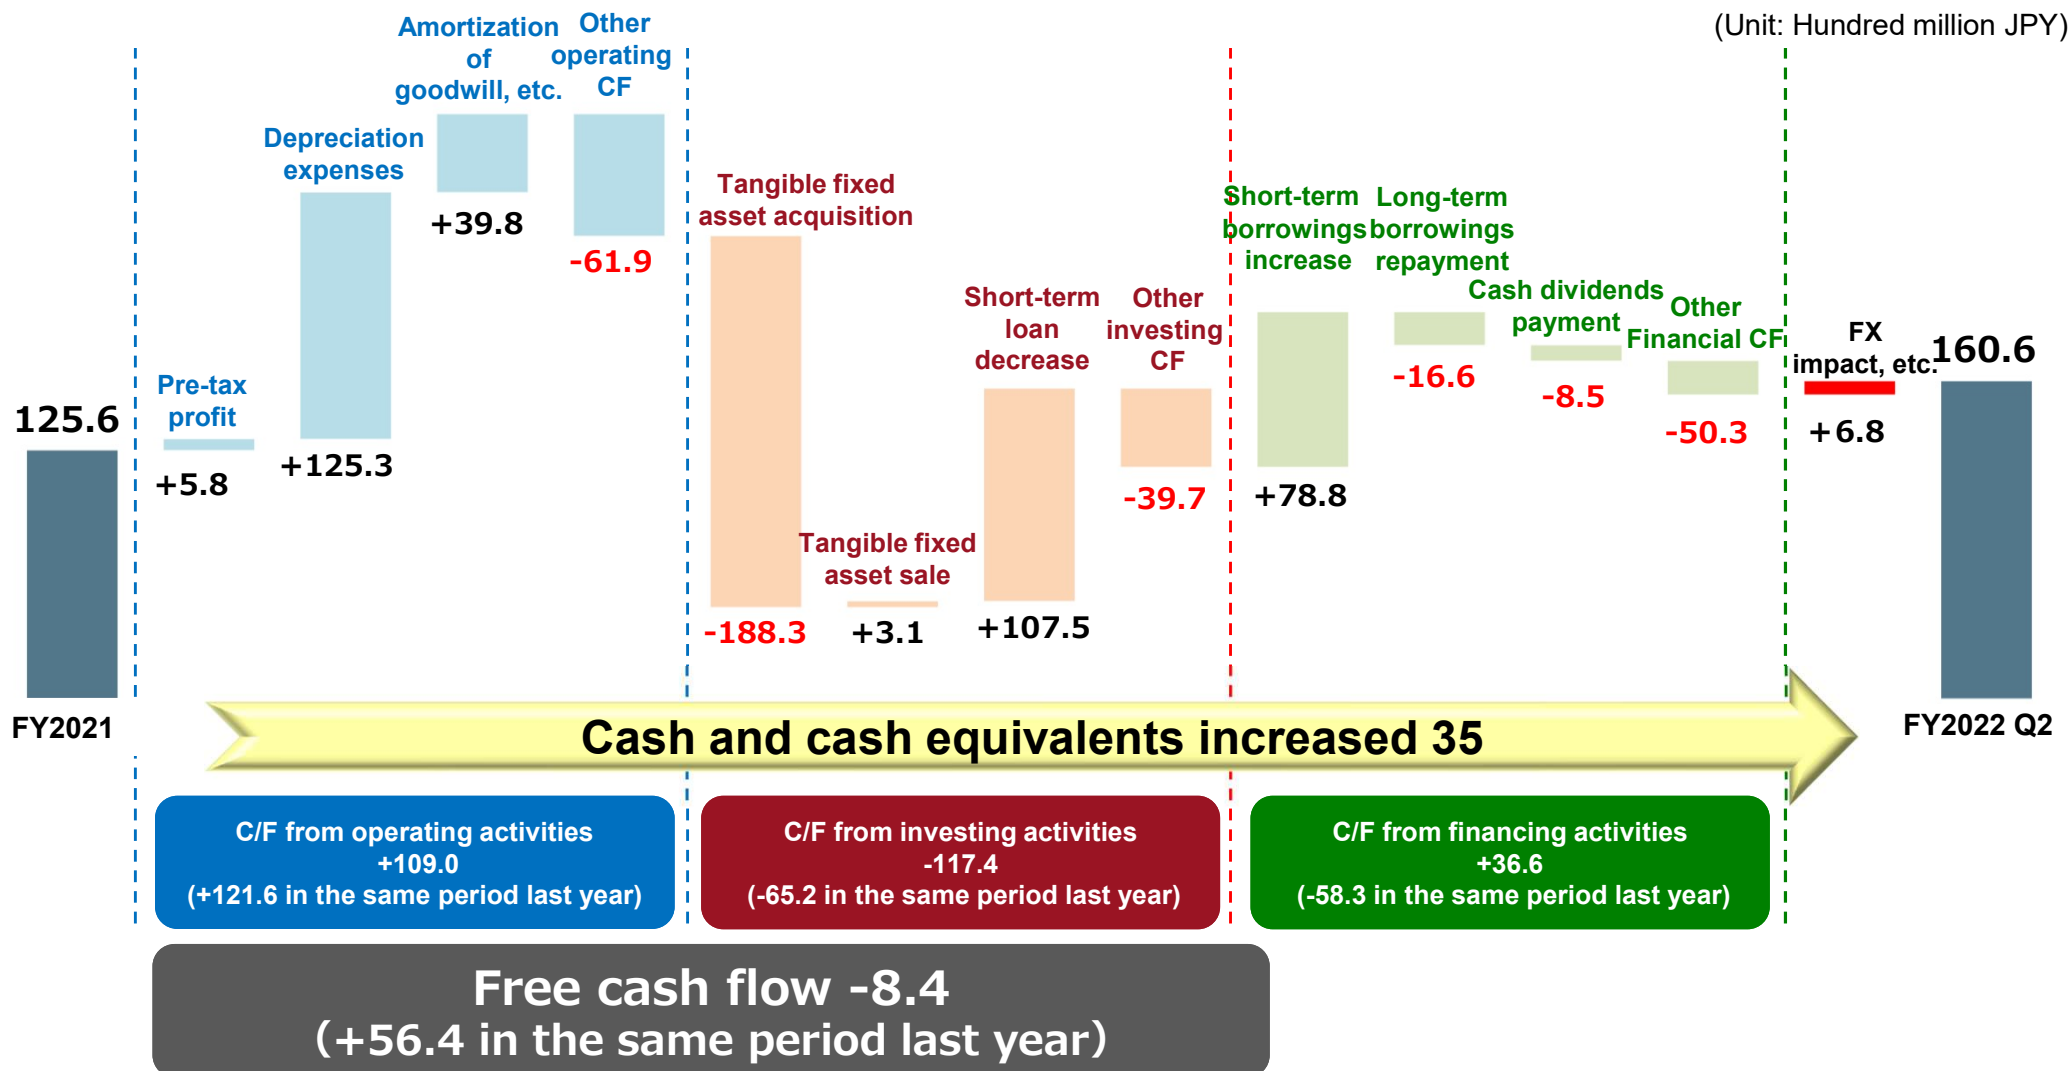 (Unit: Hundred million JPY)
125.6
FY2021
Pre-tax
profit
+5.8
Depreciation
expenses
+125.3
Amortization
of
goodwill, etc.
+39.8
Other
operating
CF
-61.9
Tangible fixed
asset acquisition
-188.3
Tangible fixed
asset sale
+3.1
Short-term
loan
decrease
+107.5
Other
investing
CF
-39.7
Short-term
borrowings
increase
+78.8
Long-term
borrowings
repayment
-16.6
Cash dividends
payment
-8.5
Other
Financial CF
-50.3
FX
impact, etc.
+6.8
160.6
FY2022 Q2
Cash and cash equivalents increased 35
C/F from operating activities
+109.0
(+121.6 in the same period last year)
C/F from investing activities
-117.4
(-65.2 in the same period last year)
C/F from financing activities
+36.6
(-58.3 in the same period last year)
Free cash flow -8.4
(+56.4 in the same period last year)